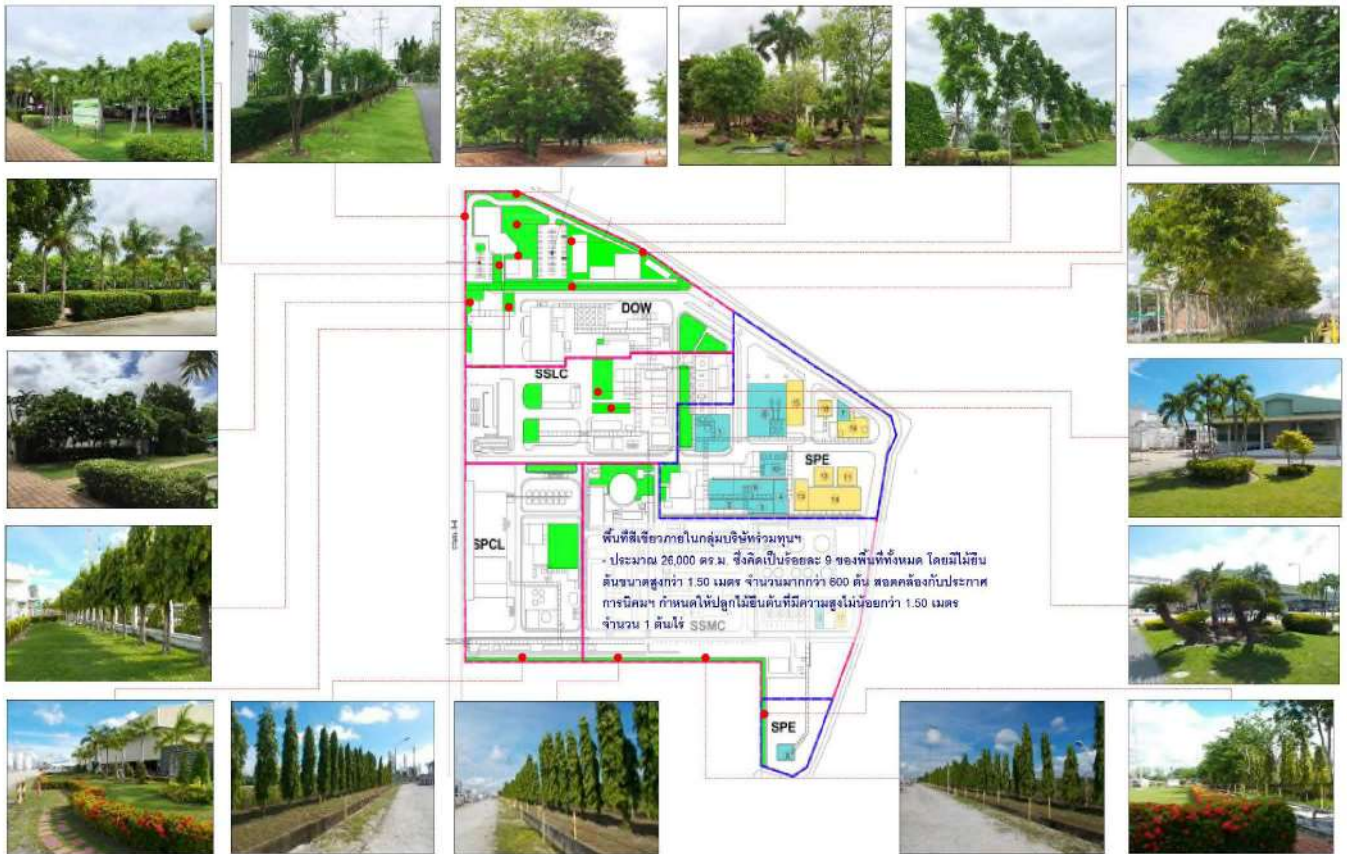 DOW
SSLC
SPE
SPCL
พื้นที่สีเขียวภายในกลุ่มบริษัทร่วมทุนฯ
- ประมาณ 26,000 ตร.ม. ซึ่งคิดเป็นร้อยละ 9 ของพื้นที่ทั้งหมด โดยมีไม้ยืน
ต้นขนาดสูงกว่า 1.50 เมตร จำนวนมากกว่า 600 ต้น สอดคล้องกับประกาศ
การนิคมฯ กำหนดให้ปลูกไม้ยืนต้นที่มีความสูงไม่น้อยกว่า 1.50 เมตร
จำนวน 1 ต้น/ไร่
SSMC
SPE